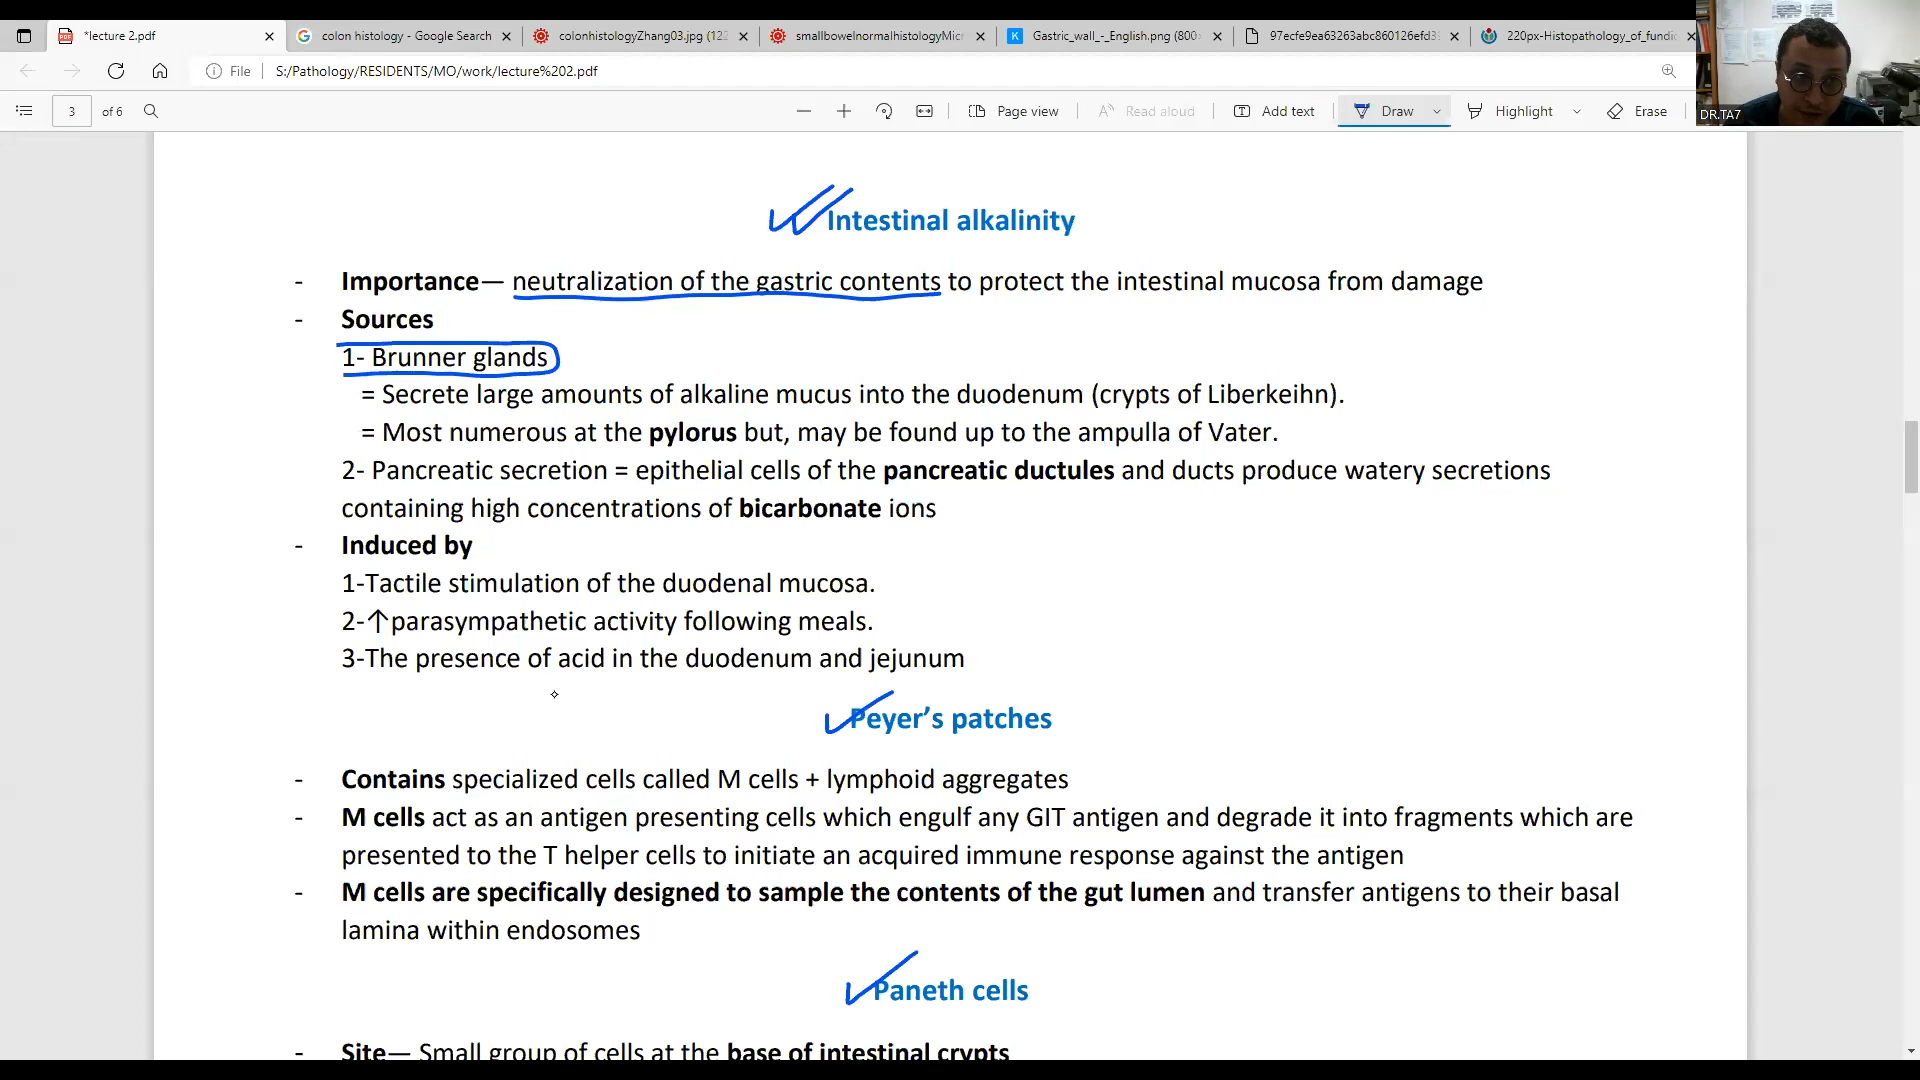 *lecture 2.pdf
colon histology - Google Search
colonhistologyZhang03.jpg (122
smallbowelnormalhistologyMic
Gastric_wall_-_English.png (800
97ecfe9ea63263abc860126efd3
220px-Histopathology_of_fundi
File
S:/Pathology/RESIDENTS/MO/work/lecture%202.pdf
3
of 6
Page view
Read aloud
Add text
Draw
Highlight
Erase
DR.TA7
Intestinal alkalinity
- Importance— neutralization of the gastric contents to protect the intestinal mucosa from damage
- Sources
1- Brunner glands
= Secrete large amounts of alkaline mucus into the duodenum (crypts of Liberkeihn).
= Most numerous at the pylorus but, may be found up to the ampulla of Vater.
2- Pancreatic secretion = epithelial cells of the pancreatic ductules and ducts produce watery secretions
containing high concentrations of bicarbonate ions
- Induced by
1-Tactile stimulation of the duodenal mucosa.
2-↑parasympathetic activity following meals.
3-The presence of acid in the duodenum and jejunum
Peyer’s patches
- Contains specialized cells called M cells + lymphoid aggregates
- M cells act as an antigen presenting cells which engulf any GIT antigen and degrade it into fragments which are
presented to the T helper cells to initiate an acquired immune response against the antigen
- M cells are specifically designed to sample the contents of the gut lumen and transfer antigens to their basal
lamina within endosomes
Paneth cells
- Site— Small group of cells at the base of intestinal crypts